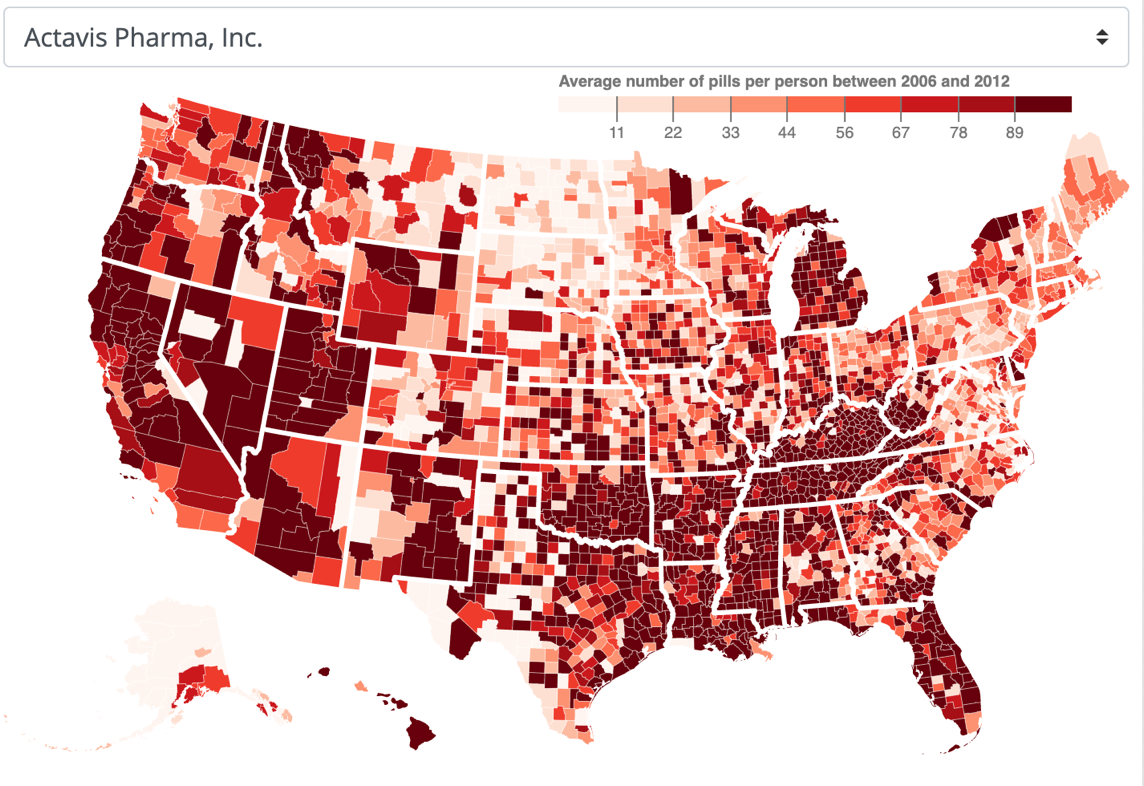 Actavis Pharma, Inc.
Average number of pills per person between 2006 and 2012
11 22 33 44 56 67 78 89